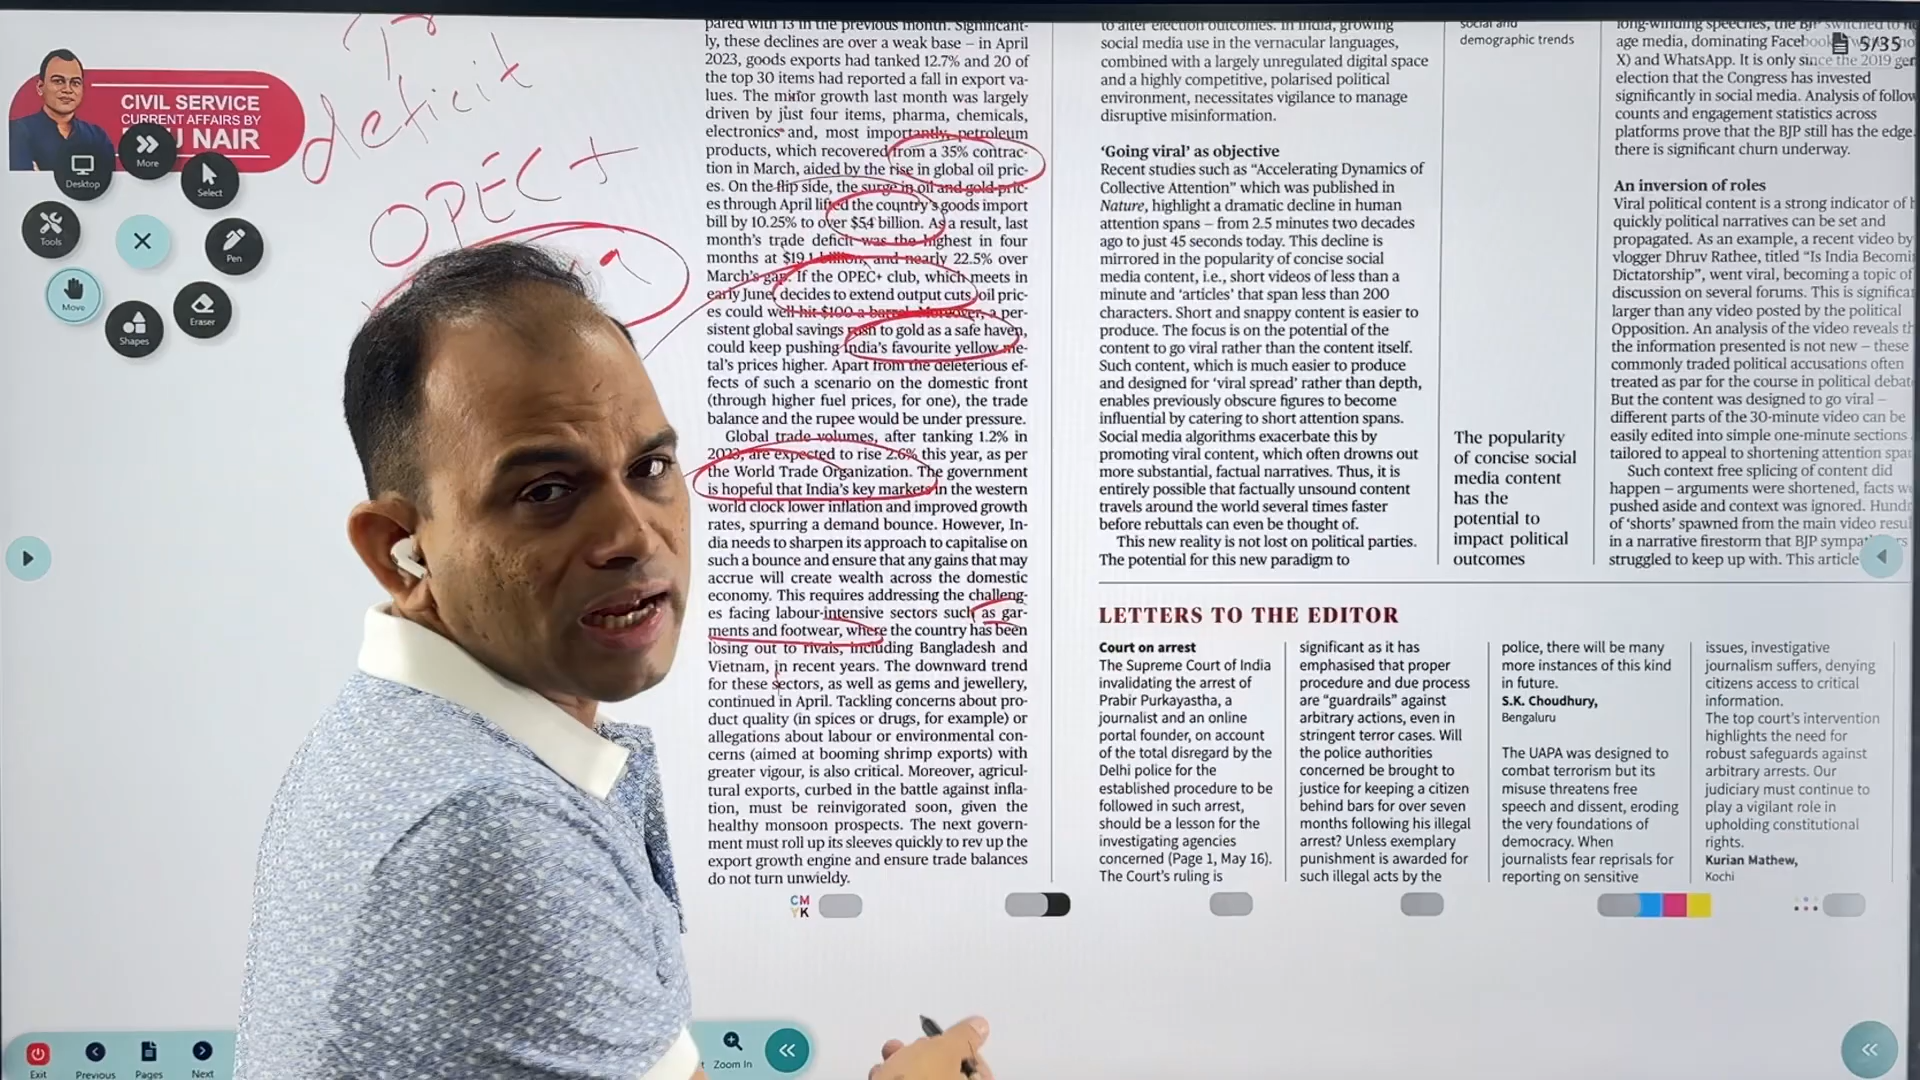 5/35
CIVIL SERVICE
CURRENT AFFAIRS BY
NAIR
More
Desktop
Select
Tools
Pen
Move
Eraser
Shapes
deficit
OPEC+
pared with 13 in the previous month. Significant-
ly, these declines are over a weak base – in April
2023, goods exports had tanked 12.7% and 20 of
the top 30 items had reported a fall in export va-
lues. The minor growth last month was largely
driven by just four items, pharma, chemicals,
electronics and, most importantly, petroleum
products, which recovered from a 35% contrac-
tion in March, aided by the rise in global oil pric-
es. On the flip side, the surge in oil and gold pric-
es through April lifted the country's goods import
bill by 10.25% to over $54 billion. As a result, last
month's trade deficit was the highest in four
months at $19.1 billion, and nearly 22.5% over
March's gap. If the OPEC+ club, which meets in
early June, decides to extend output cuts, oil pric-
es could well hit $100 a barrel. Moreover, a per-
sistent global savings rush to gold as a safe haven,
could keep pushing India's favourite yellow me-
tal's prices higher. Apart from the deleterious ef-
fects of such a scenario on the domestic front
(through higher fuel prices, for one), the trade
balance and the rupee would be under pressure.
Global trade volumes, after tanking 1.2% in
2023, are expected to rise 2.6% this year, as per
the World Trade Organization. The government
is hopeful that India's key markets in the western
world clock lower inflation and improved growth
rates, spurring a demand bounce. However, In-
dia needs to sharpen its approach to capitalise on
such a bounce and ensure that any gains that may
accrue will create wealth across the domestic
economy. This requires addressing the challeng-
es facing labour-intensive sectors such as gar-
ments and footwear, where the country has been
losing out to rivals, including Bangladesh and
Vietnam, in recent years. The downward trend
for these sectors, as well as gems and jewellery,
continued in April. Tackling concerns about pro-
duct quality (in spices or drugs, for example) or
allegations about labour or environmental con-
cerns (aimed at booming shrimp exports) with
greater vigour, is also critical. Moreover, agricul-
tural exports, curbed in the battle against infla-
tion, must be reinvigorated soon, given the
healthy monsoon prospects. The next govern-
ment must roll up its sleeves quickly to rev up the
export growth engine and ensure trade balances
do not turn unwieldy.
to alter election outcomes. In India, growing
social media use in the vernacular languages,
combined with a largely unregulated digital space
and a highly competitive, polarised political
environment, necessitates vigilance to manage
disruptive misinformation.
'Going viral' as objective
Recent studies such as "Accelerating Dynamics of
Collective Attention" which was published in
Nature, highlight a dramatic decline in human
attention spans – from 2.5 minutes two decades
ago to just 45 seconds today. This decline is
mirrored in the popularity of concise social
media content, i.e., short videos of less than a
minute and 'articles' that span less than 200
characters. Short and snappy content is easier to
produce. The focus is on the potential of the
content to go viral rather than the content itself.
Such content, which is much easier to produce
and designed for 'viral spread' rather than depth,
enables previously obscure figures to become
influential by catering to short attention spans.
Social media algorithms exacerbate this by
promoting viral content, which often drowns out
more substantial, factual narratives. Thus, it is
entirely possible that factually unsound content
travels around the world several times faster
before rebuttals can even be thought of.
This new reality is not lost on political parties.
The potential for this new paradigm to
social and
demographic trends
The popularity
of concise social
media content
has the
potential to
impact political
outcomes
long-winding speeches, the BJP switched to
age media, dominating Facebook
X) and WhatsApp. It is only since the 2019
election that the Congress has invested
significantly in social media. Analysis of
counts and engagement statistics across
platforms prove that the BJP still has the edge.
there is significant churn underway.
An inversion of roles
Viral political content is a strong indicator of
quickly political narratives can be set and
propagated. As an example, a recent video by
vlogger Dhruv Rathee, titled "Is India
Dictatorship", went viral, becoming a topic of
discussion on several forums. This is
larger than any video posted by the political
Opposition. An analysis of the video reveals
the information presented is not new – these
commonly traded political accusations often
treated as par for the course in political
But the content was designed to go viral –
different parts of the 30-minute video can be
easily edited into simple one-minute sections
tailored to appeal to shortening attention
Such context free splicing of content did
happen – arguments were shortened, facts
pushed aside and context was ignored.
of 'shorts' spawned from the main video
in a narrative firestorm that BJP
struggled to keep up with. This article
LETTERS TO THE EDITOR
Court on arrest
The Supreme Court of India
invalidating the arrest of
Prabir Purkayastha, a
journalist and an online
portal founder, on account
of the total disregard by the
Delhi police for the
established procedure to be
followed in such arrest,
should be a lesson for the
investigating agencies
concerned (Page 1, May 16).
The Court's ruling is
significant as it has
emphasised that proper
procedure and due process
are "guardrails" against
arbitrary actions, even in
stringent terror cases. Will
the police authorities
concerned be brought to
justice for keeping a citizen
behind bars for over seven
months following his illegal
arrest? Unless exemplary
punishment is awarded for
such illegal acts by the
police, there will be many
more instances of this kind
in future.
S.K. Choudhury,
Bengaluru
The UAPA was designed to
combat terrorism but its
misuse threatens free
speech and dissent, eroding
the very foundations of
democracy. When
journalists fear reprisals for
reporting on sensitive
issues, investigative
journalism suffers, denying
citizens access to critical
information.
The top court's intervention
highlights the need for
robust safeguards against
arbitrary arrests. Our
judiciary must continue to
play a vigilant role in
upholding constitutional
rights.
Kurian Mathew,
Kochi
CM
YK
Exit
Previous
Pages
Next
Zoom In